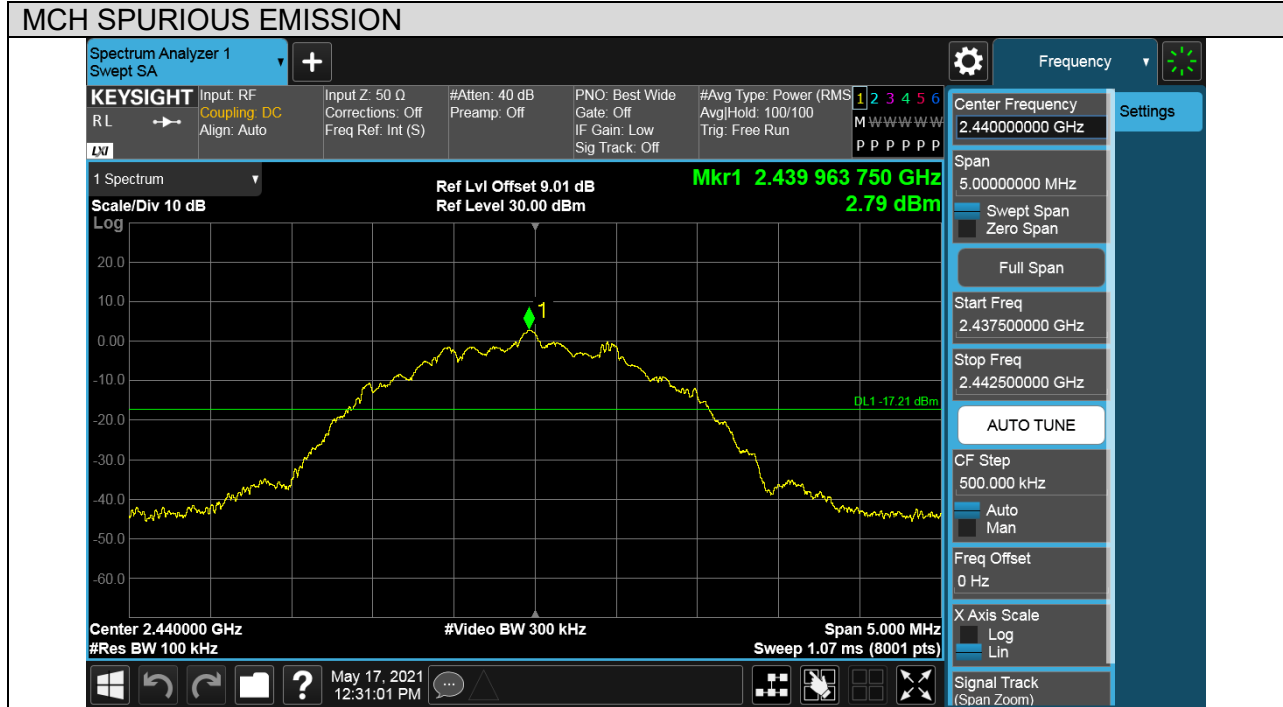 MCH SPURIOUS EMISSION
Spectrum Analyzer 1
Swept SA
+
Frequency
KEYSIGHT
RL
LXI
Input: RF
Coupling: DC
Align: Auto
Input Z: 50 Ω
Corrections: Off
Freq Ref: Int (S)
#Atten: 40 dB
Preamp: Off
PNO: Best Wide
Gate: Off
IF Gain: Low
Sig Track: Off
#Avg Type: Power (RMS
Avg|Hold: 100/100
Trig: Free Run
1 2 3 4 5 6
M W W W W W
P P P P P P
1 Spectrum
Scale/Div 10 dB
Log
Ref Lvl Offset 9.01 dB
Ref Level 30.00 dBm
Mkr1 2.439 963 750 GHz
2.79 dBm
20.0
10.0
0.00
-10.0
-20.0
-30.0
-40.0
-50.0
-60.0
1
DL1 -17.21 dBm
Center 2.440000 GHz
#Res BW 100 kHz
#Video BW 300 kHz
Span 5.000 MHz
Sweep 1.07 ms (8001 pts)
Center Frequency
2.440000000 GHz
Settings
Span
5.00000000 MHz
Swept Span
Zero Span
Full Span
Start Freq
2.437500000 GHz
Stop Freq
2.442500000 GHz
AUTO TUNE
CF Step
500.000 kHz
Auto
Man
Freq Offset
0 Hz
X Axis Scale
Log
Lin
Signal Track
(Span Zoom)
?
May 17, 2021
12:31:01 PM